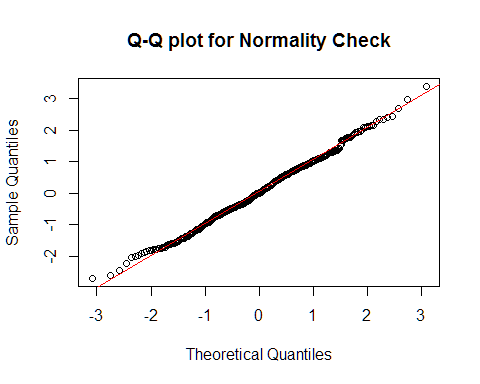 Q-Q plot for Normality Check
Sample Quantiles
3
2
1
0
-1
-2
-3 -2 -1 0 1 2 3
Theoretical Quantiles